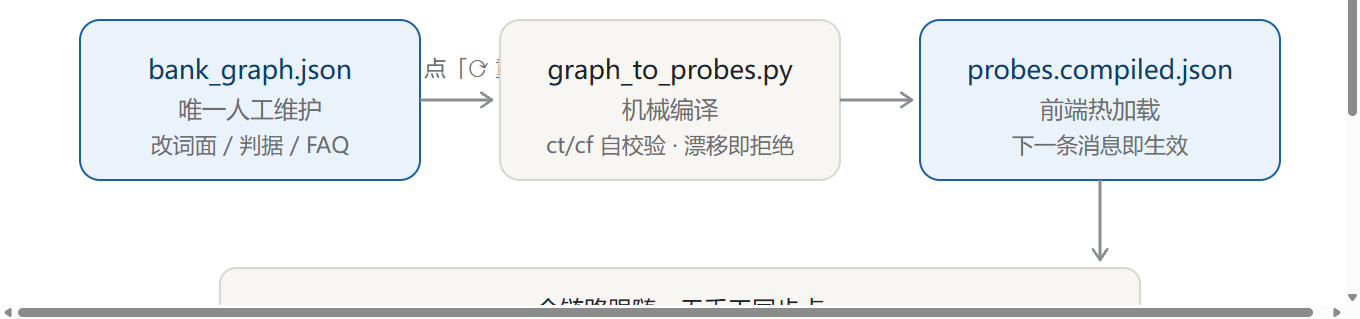 bank_graph.json
唯一人工维护
改词面 / 判据 / FAQ
点「⟳
graph_to_probes.py
机械编译
ct/cf 自校验 · 漂移即拒绝
probes.compiled.json
前端热加载
下一条消息即生效